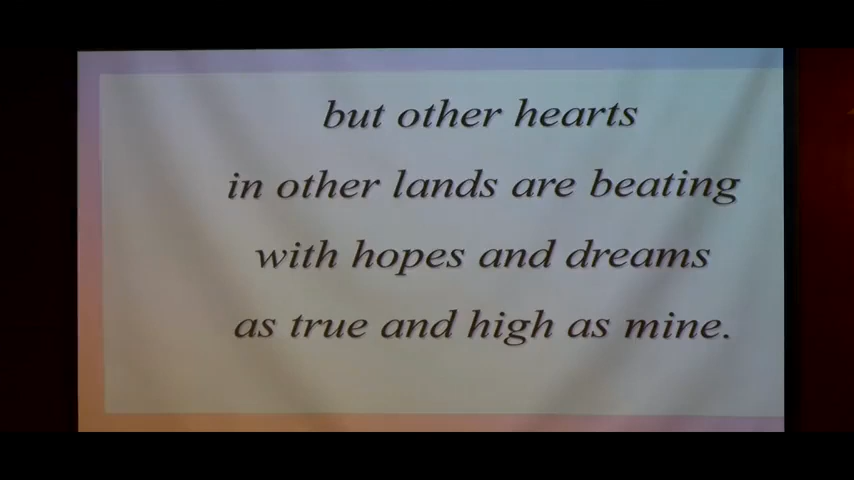 but other hearts
in other lands are beating
with hopes and dreams
as true and high as mine.